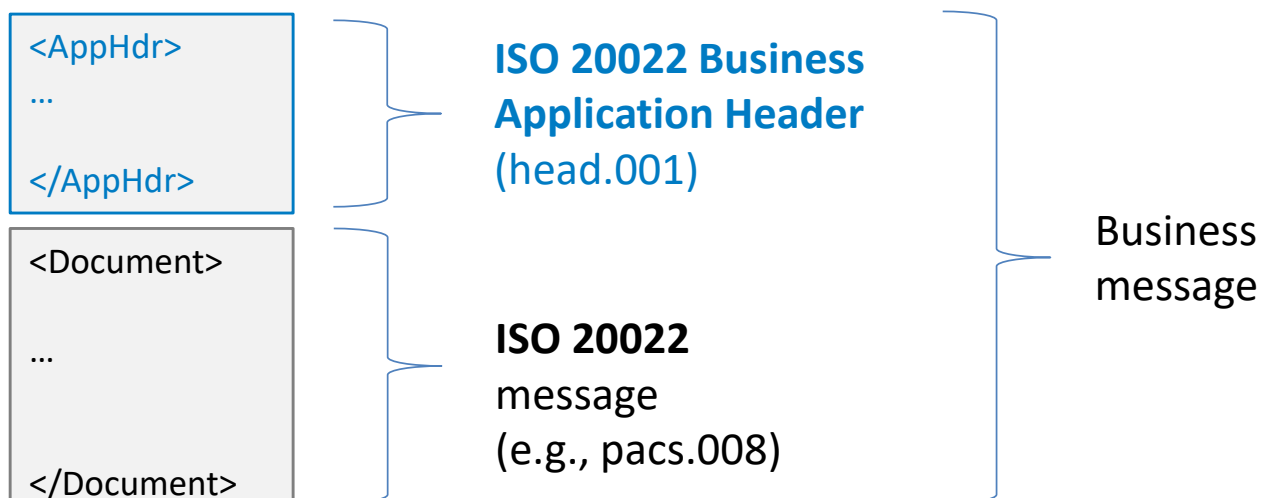 <AppHdr>
…
</AppHdr>
ISO 20022 Business
Application Header
(head.001)
<Document>
…
</Document>
ISO 20022
message
(e.g., pacs.008)
Business
message